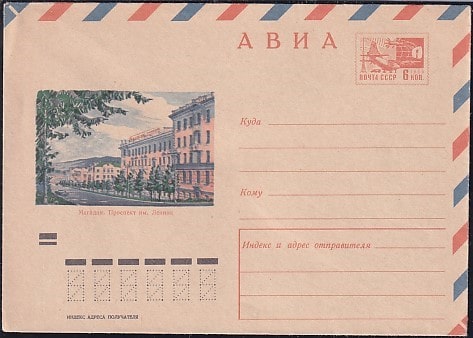 АВИА
ПОЧТА СССР 6 КОП.
Куда
Магадан. Проспект им. Ленина
Кому
Индекс и адрес отправителя
ИНДЕКС АДРЕСА ПОЛУЧАТЕЛЯ